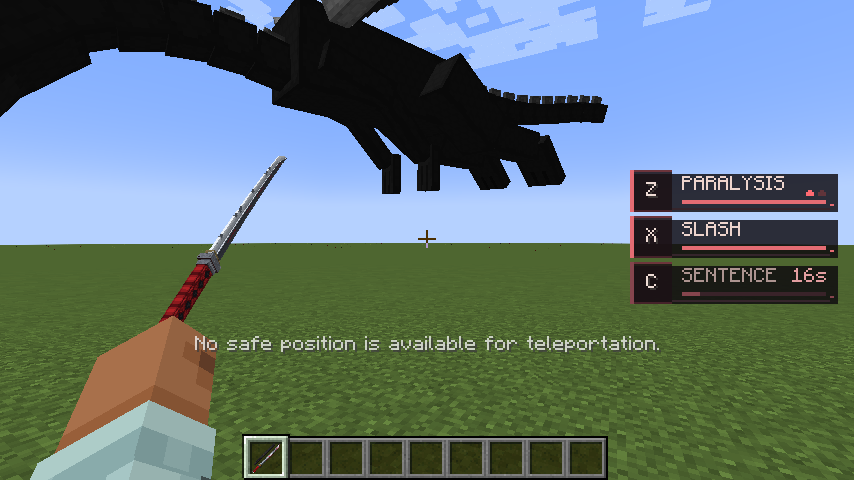 Z PARALYSIS
X SLASH
C SENTENCE 16s
No safe position is available for teleportation.